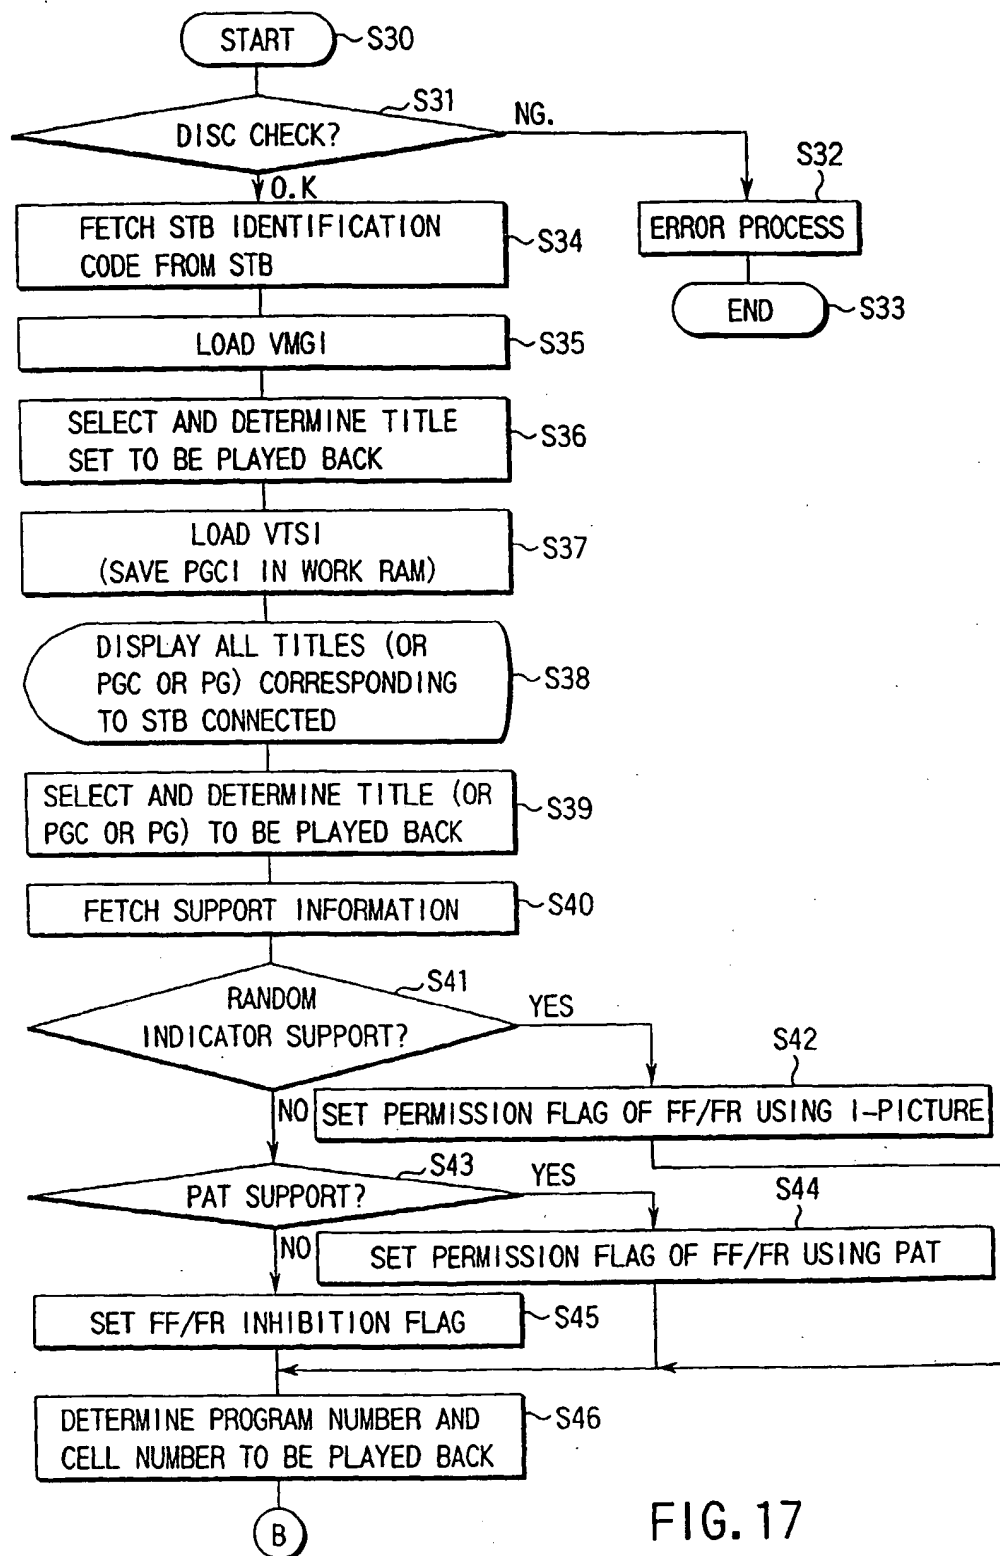 START
S30
S31
NG.
DISC CHECK?
O.K
S32
ERROR PROCESS
END
S33
FETCH STB IDENTIFICATION
CODE FROM STB
S34
LOAD VMGI
S35
SELECT AND DETERMINE TITLE
SET TO BE PLAYED BACK
S36
LOAD VTSI
(SAVE PGCI IN WORK RAM)
S37
DISPLAY ALL TITLES (OR
PGC OR PG) CORRESPONDING
TO STB CONNECTED
S38
SELECT AND DETERMINE TITLE (OR
PGC OR PG) TO BE PLAYED BACK
S39
FETCH SUPPORT INFORMATION
S40
S41
RANDOM
INDICATOR SUPPORT?
YES
S42
NO
SET PERMISSION FLAG OF FF/FR USING I-PICTURE
S43
PAT SUPPORT?
YES
S44
NO
SET PERMISSION FLAG OF FF/FR USING PAT
SET FF/FR INHIBITION FLAG
S45
DETERMINE PROGRAM NUMBER AND
CELL NUMBER TO BE PLAYED BACK
S46
B
FIG. 17